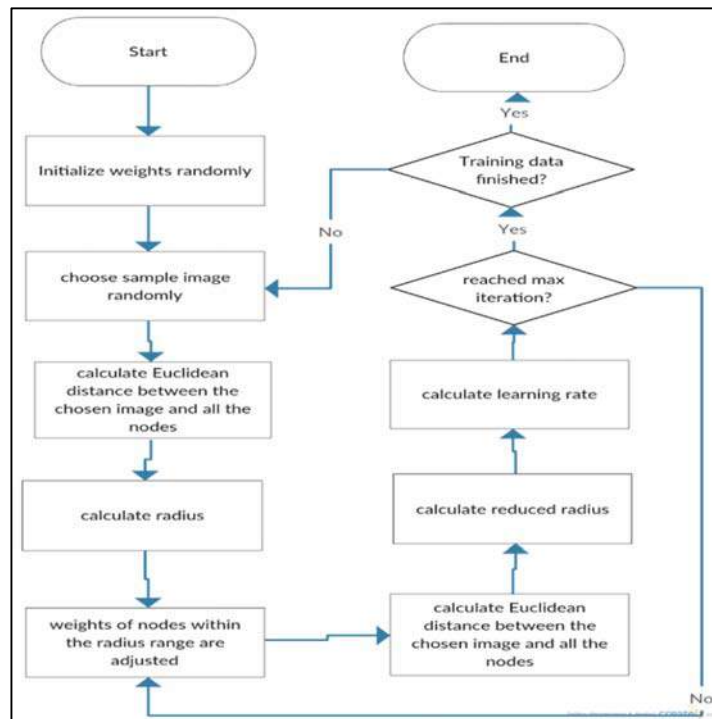 Start
Initialize weights randomly
choose sample image
randomly
calculate Euclidean
distance between the
chosen image and all the
nodes
calculate radius
weights of nodes within
the radius range are
adjusted
calculate Euclidean
distance between the
chosen image and all the
nodes
calculate reduced radius
calculate learning rate
reached max
iteration?
No
Yes
Training data
finished?
No
Yes
End